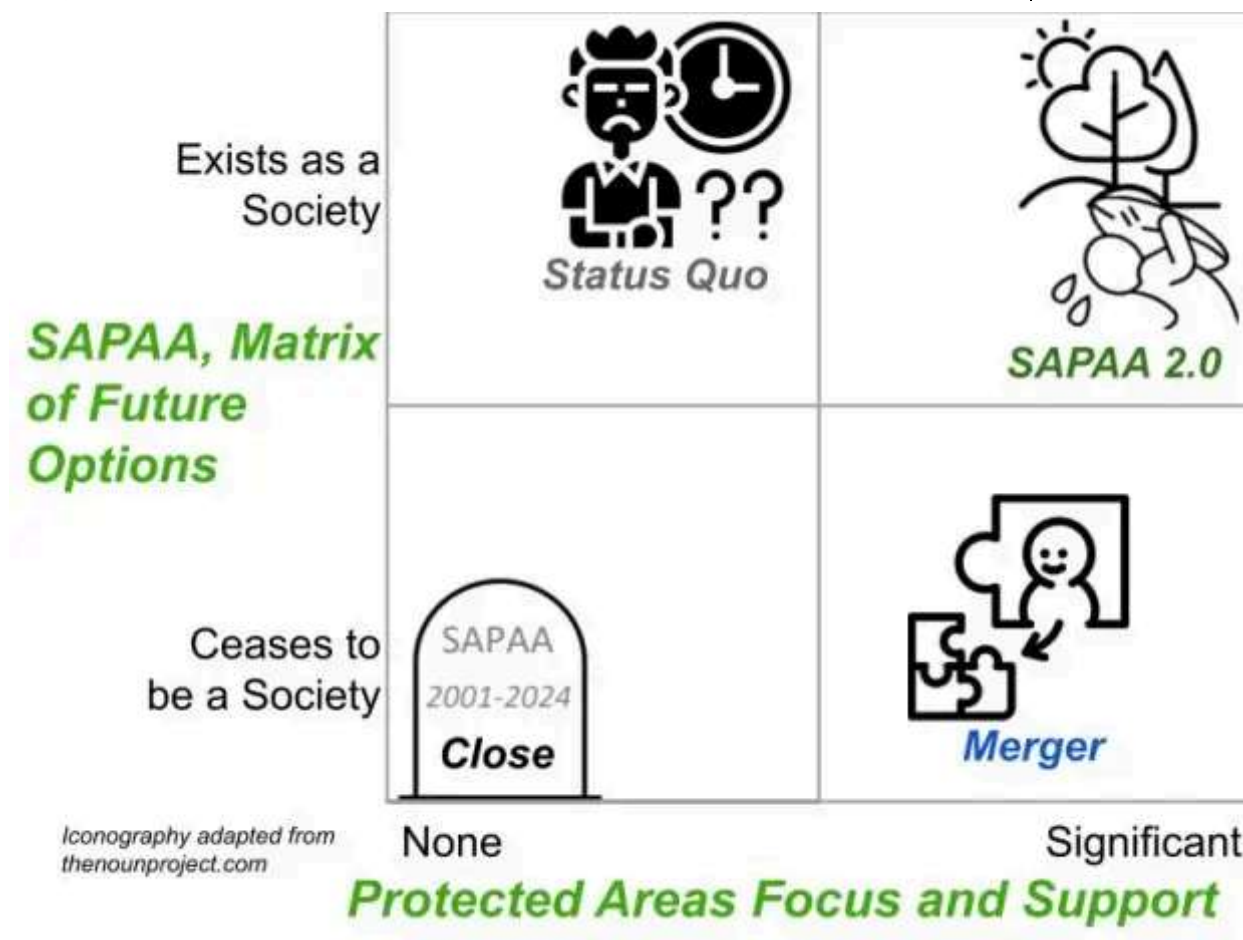 Exists as a
Society
??
Status Quo
SAPAA 2.0
SAPAA, Matrix
of Future
Options
Ceases to
be a Society
SAPAA
2001-2024
Close
Merger
Iconography adapted from
thenounproject.com
None
Significant
Protected Areas Focus and Support